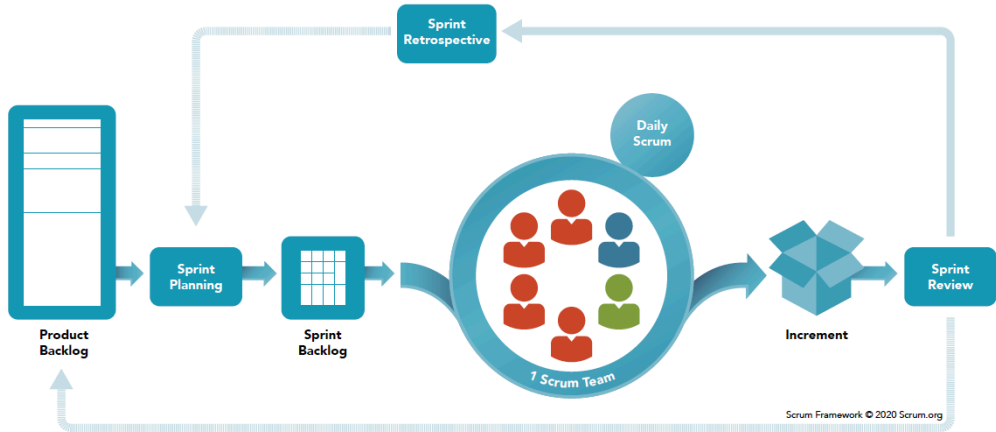 Sprint
Retrospective
Daily
Scrum
Sprint
Planning
Sprint
Review
Product
Backlog
Sprint
Backlog
Increment
1 Scrum Team
Scrum Framework © 2020 Scrum.org